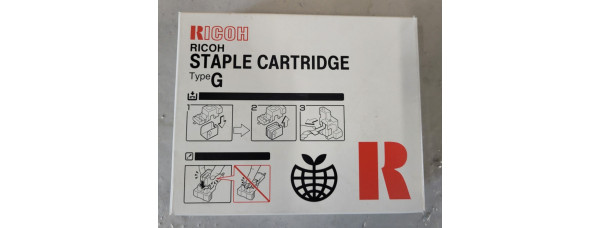 RICOH
RICOH
STAPLE CARTRIDGE
Type G
1 2 3
R